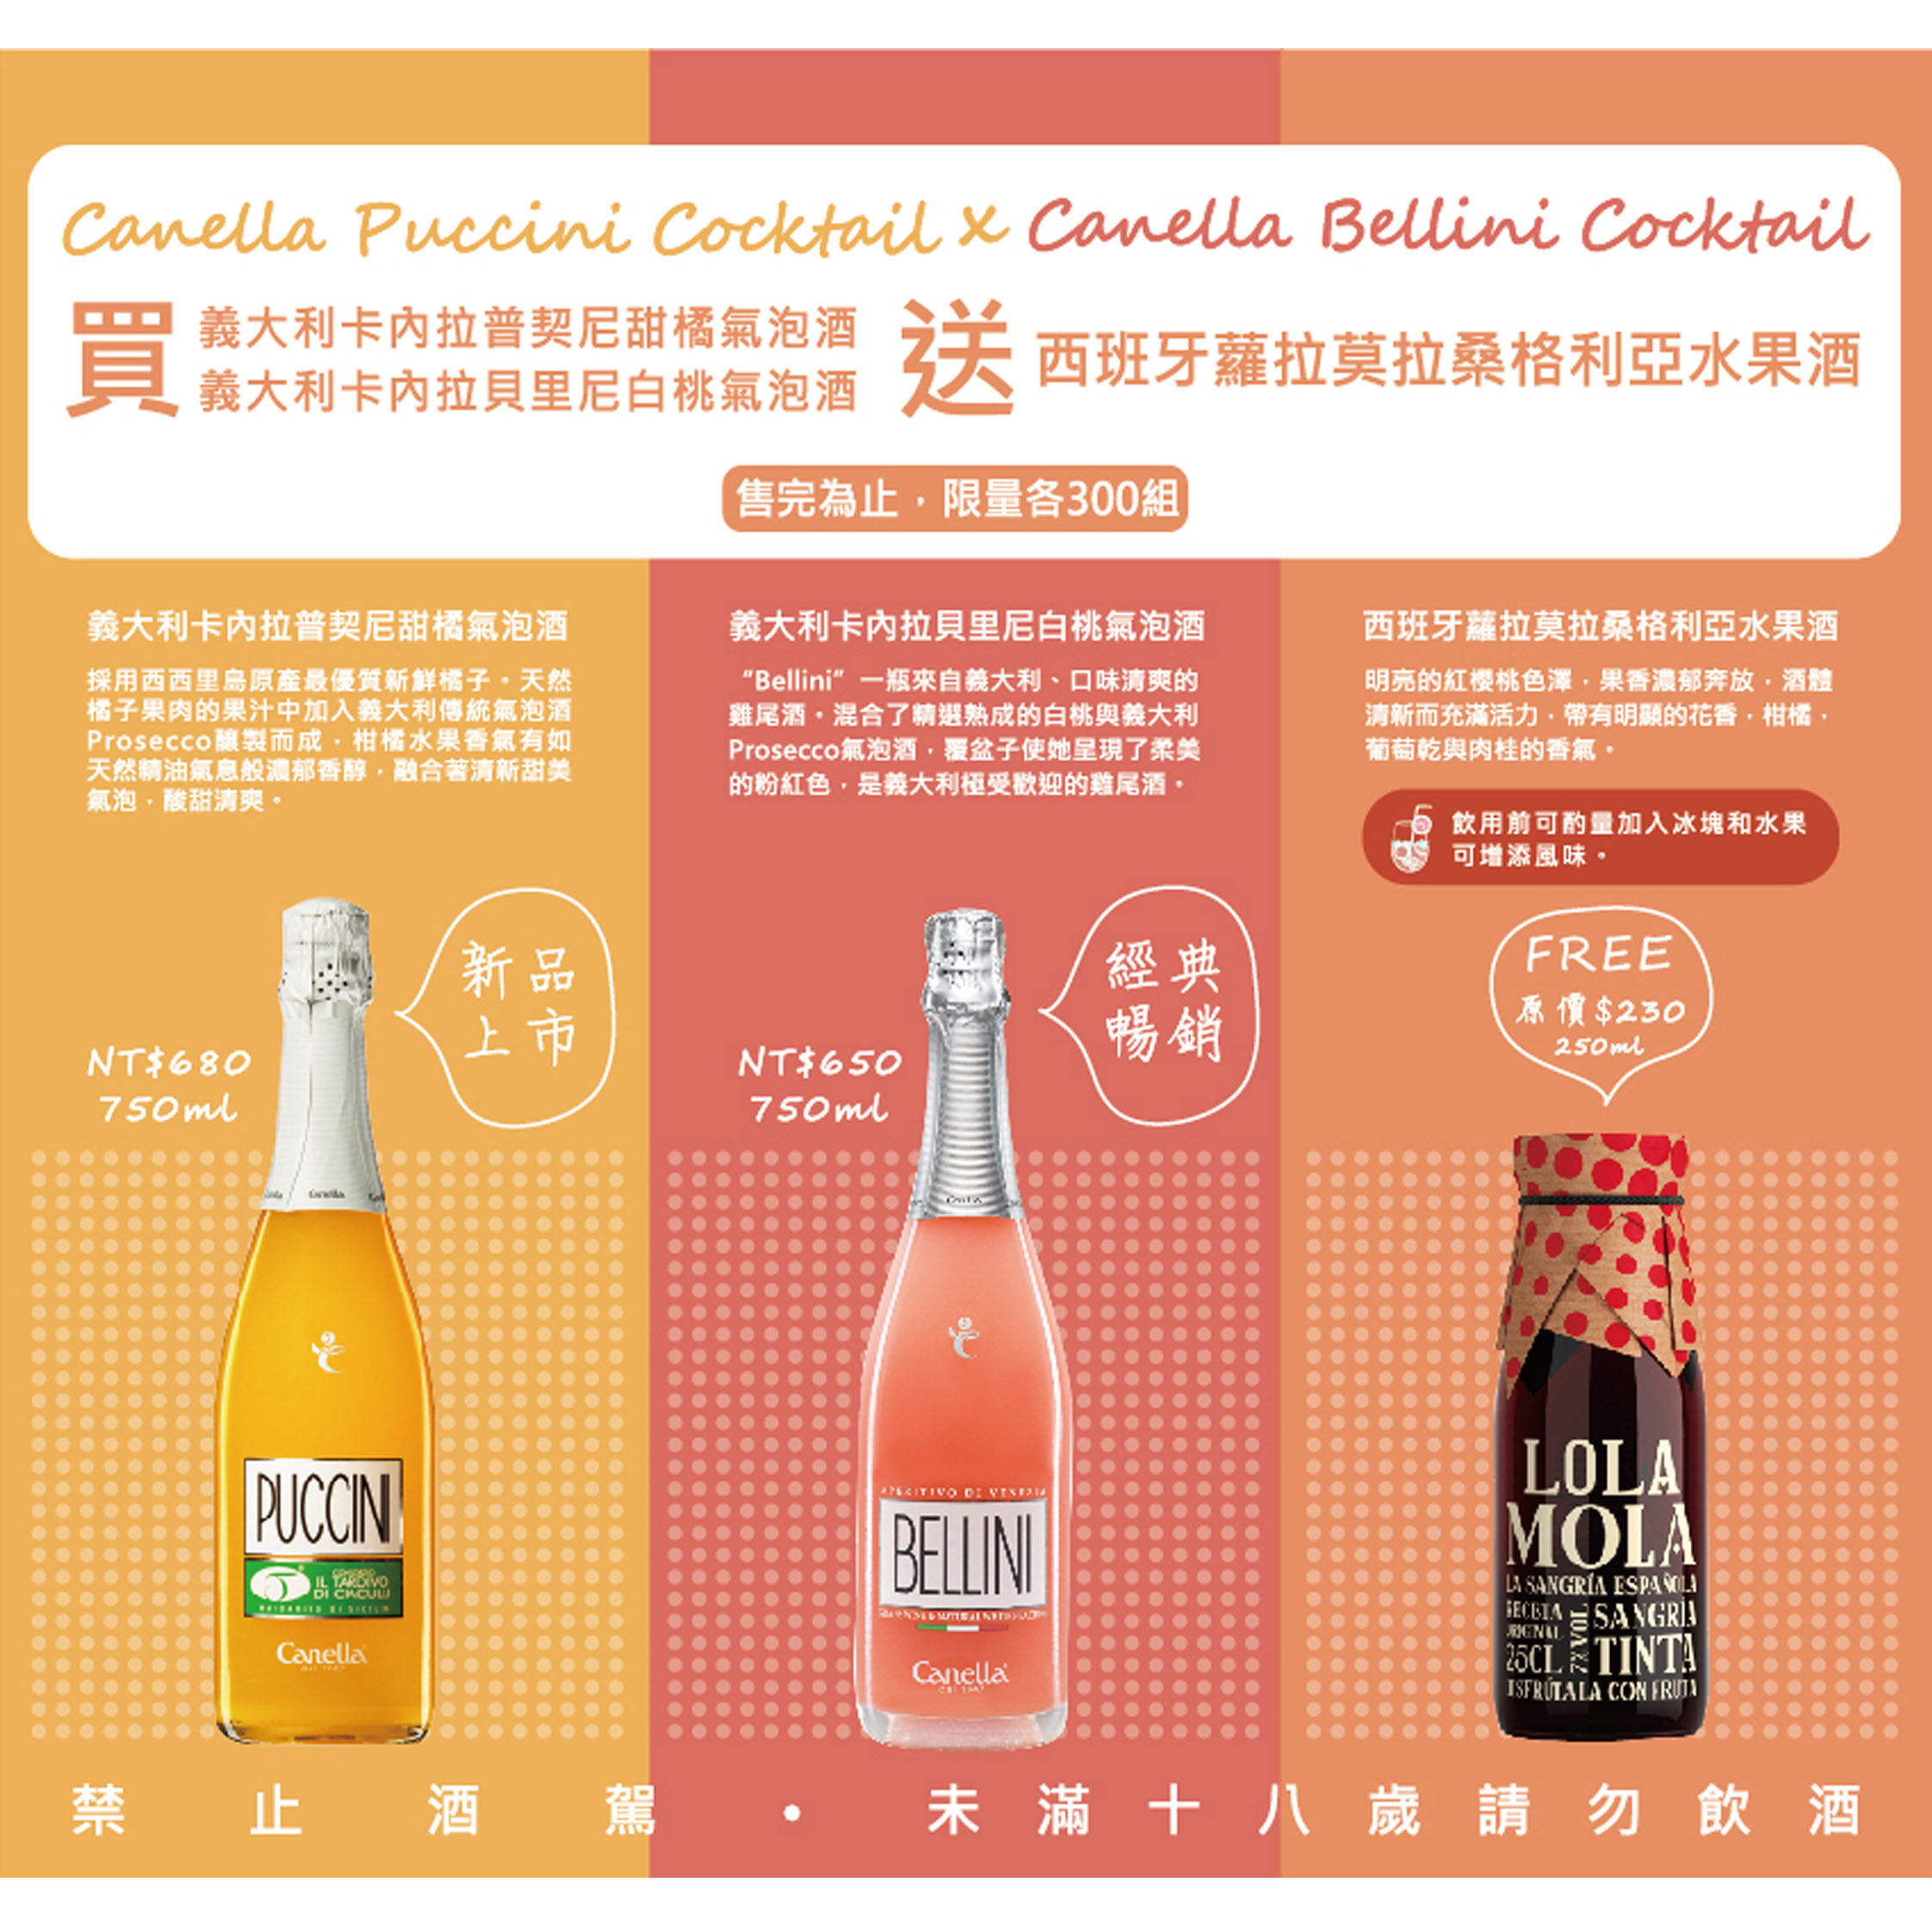 Canella Puccini Cocktail x Canella Bellini Cocktail
買
義大利卡內拉普契尼甜橘氣泡酒
義大利卡內拉貝里尼白桃氣泡酒
送
西班牙蘿拉莫拉桑格利亞水果酒
售完為止，限量各300組
義大利卡內拉普契尼甜橘氣泡酒
採用西西里島原產最優質新鮮橘子。天然
橘子果肉的果汁中加入義大利傳統氣泡酒
Prosecco釀製而成，柑橘水果香氣有如
天然精油氣息般濃郁香醇，融合著清新甜美
氣泡，酸甜清爽。
新品
上市
NT$680
750ml
Canella
PUCCINI
IL TARDIVO
DI CIACULLI
Canella
義大利卡內拉貝里尼白桃氣泡酒
“Bellini”一瓶來自義大利、口味清爽的
雞尾酒。混合了精選熟成的白桃與義大利
Prosecco氣泡酒，覆盆子使她呈現了柔美
的粉紅色，是義大利極受歡迎的雞尾酒。
經典
暢銷
NT$650
750ml
Canella
APERITIVO DI VENEZIA
BELLINI
Canella
西班牙蘿拉莫拉桑格利亞水果酒
明亮的紅櫻桃色澤，果香濃郁奔放，酒體
清新而充滿活力，帶有明顯的花香，柑橘，
葡萄乾與肉桂的香氣。
飲用前可酌量加入冰塊和水果
可增添風味。
FREE
原價$230
250ml
LOLA
MOLA
LA SANGRÍA ESPAÑOLA
RECETA
ORIGINAL
25CL
7% VOL
SANGRÍA
TINTA
DISFRÚTALA CON FRUTA
禁止酒駕・未滿十八歲請勿飲酒